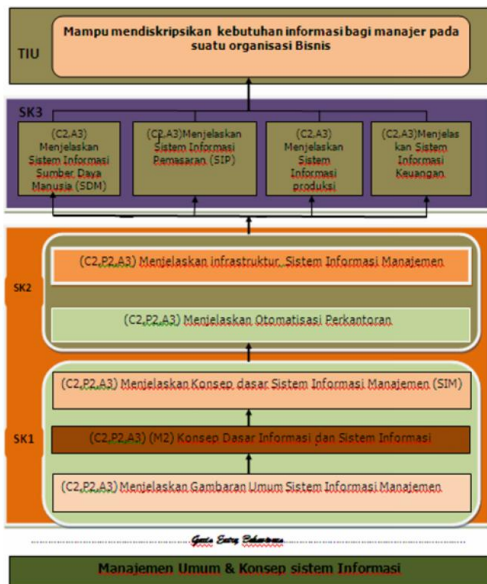 TIU
Mampu mendiskripsikan kebutuhan informasi bagi manajer pada
suatu organisasi Bisnis
SK3
(C2,A3)
Menjelaskan
Sistem Informasi
Sumber Daya
Manusia (SDM)
(C2,A3)Menjelaskan
Sistem Informasi
Pemasaran (SIP)
(C2,A3)
Menjelaskan
Sistem
Informasi
produksi
(C2,A3)Menjelas
kan Sistem
Informasi
Keuangan.
SK2
(C2,P2,A3) Menjelaskan infrastruktur, Sistem Informasi Manajemen
(C2,P2,A3) Menjelaskan Otomatisasi Perkantoran
SK1
(C2,P2,A3) Menjelaskan Konsep dasar Sistem Informasi Manajemen (SIM)
(C2,P2,A3) (M2) Konsep Dasar Informasi dan Sistem Informasi
(C2,P2,A3) Menjelaskan Gambaran Umum Sistem Informasi Manajemen
Entry
Manajemen Umum & Konsep sistem Informasi